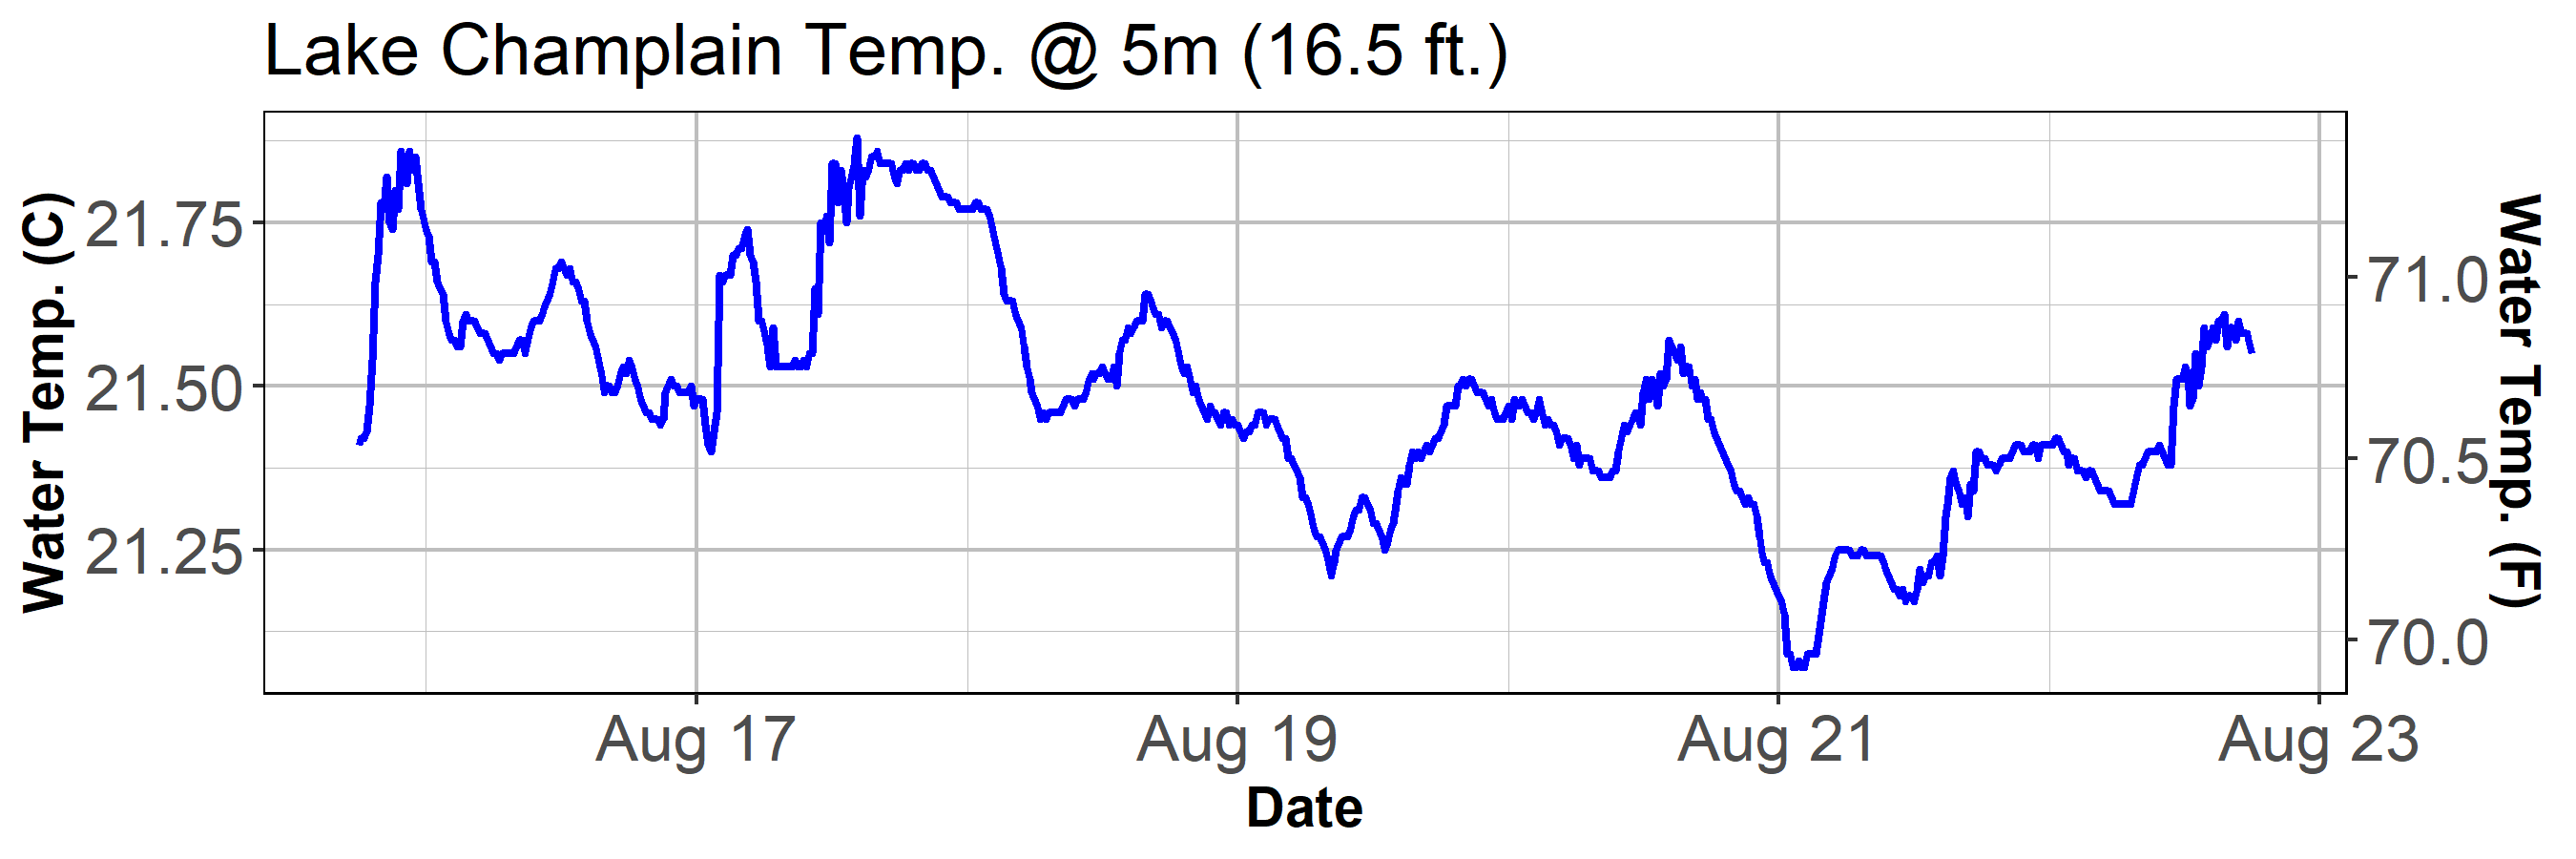 Lake Champlain Temp. @ 5m (16.5 ft.)
Water Temp. (C)
21.75
21.50
21.25
71.0
70.5
70.0
Water Temp. (F)
Aug 17
Aug 19
Aug 21
Aug 23
Date